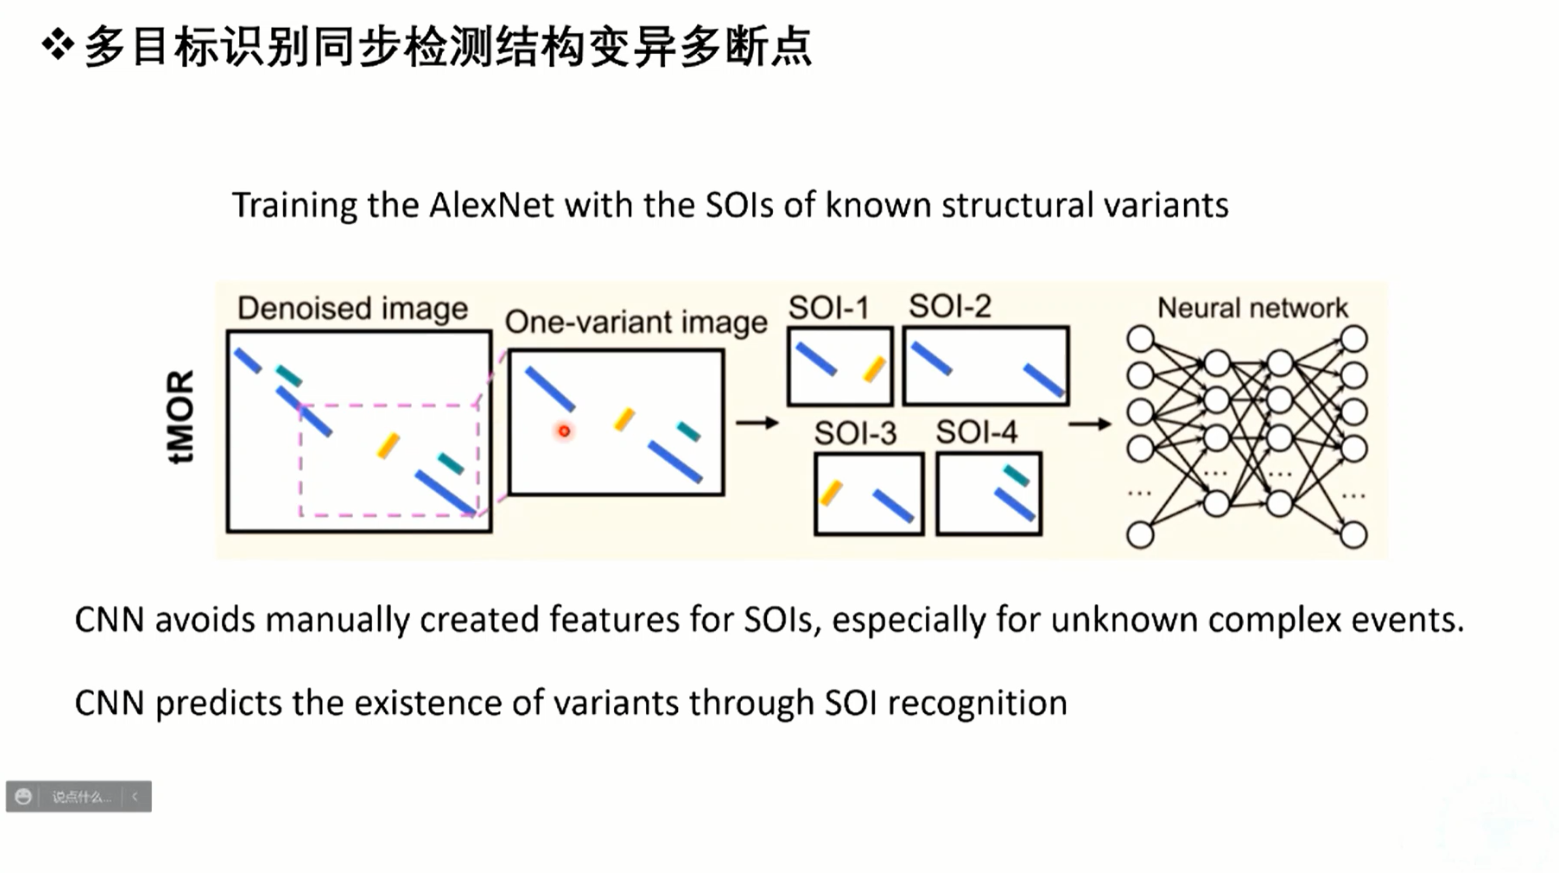 ❖多目标识别同步检测结构变异多断点
Training the AlexNet with the SOIs of known structural variants
tMOR
Denoised image
One-variant image
SOI-1
SOI-2
SOI-3
SOI-4
Neural network
...
...
...
...
CNN avoids manually created features for SOIs, especially for unknown complex events.
CNN predicts the existence of variants through SOI recognition
说点什么...